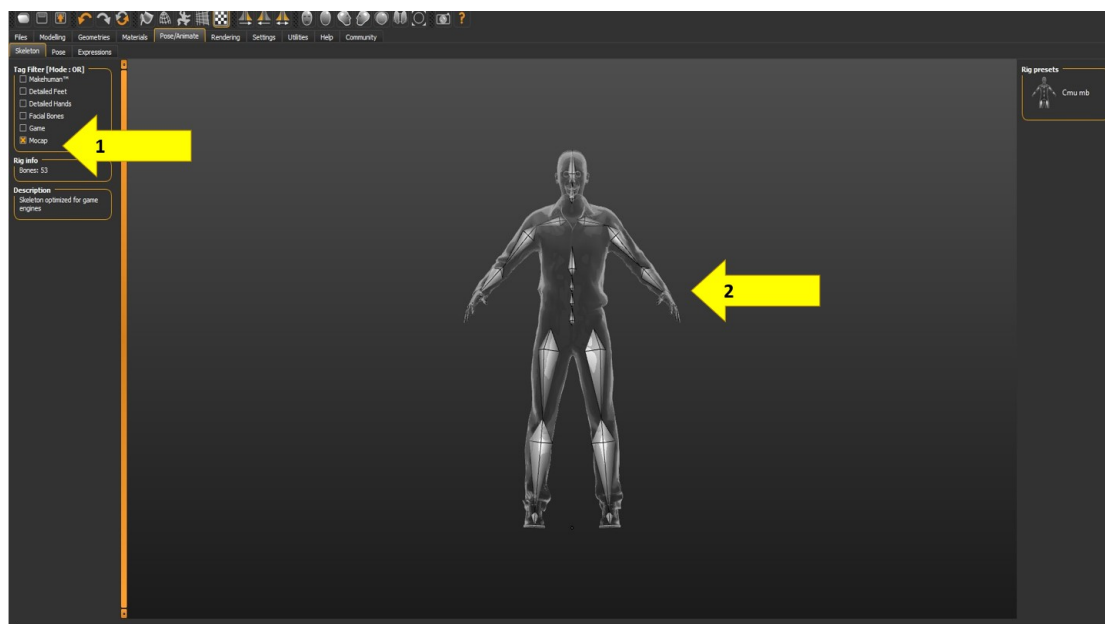 Files Modelling Geometries Materials Pose/Animate Rendering Settings Utilities Help Community
Skeleton Pose Expressions
Tag Filter [Mode : OR]
Makehuman™
Detailed Feet
Detailed Hands
Facial Bones
Game
Mocap
1
Rig info
Bones: 53
Description
Skeleton optimized for game
engines
2
Rig presets
Cmu mb